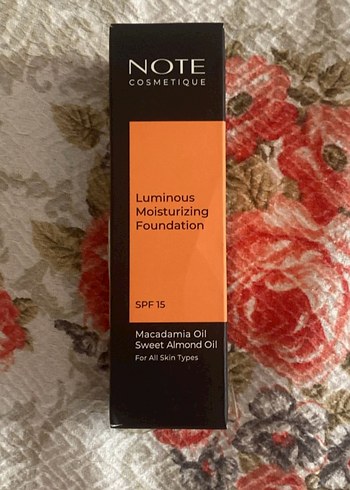 NOTE
COSMETIQUE
Luminous
Moisturizing
Foundation
SPF 15
Macadamia Oil
Sweet Almond Oil
For All Skin Types